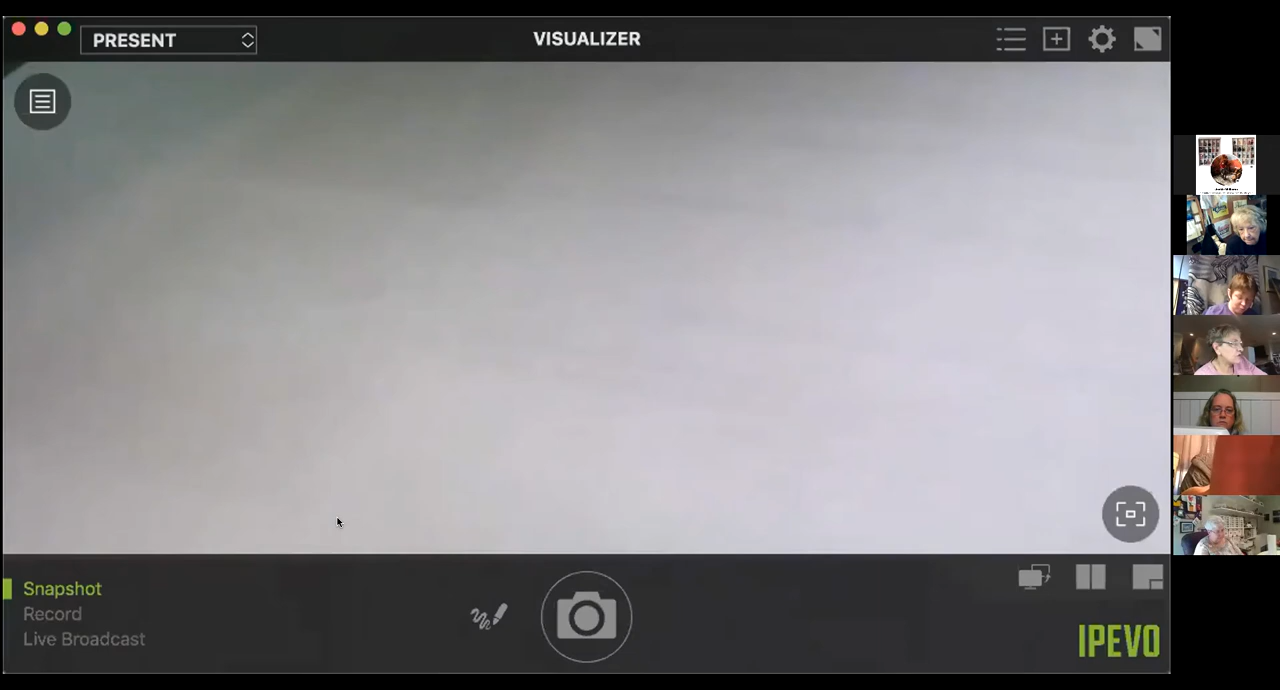 PRESENT
VISUALIZER
Snapshot
Record
Live Broadcast
IPEVO